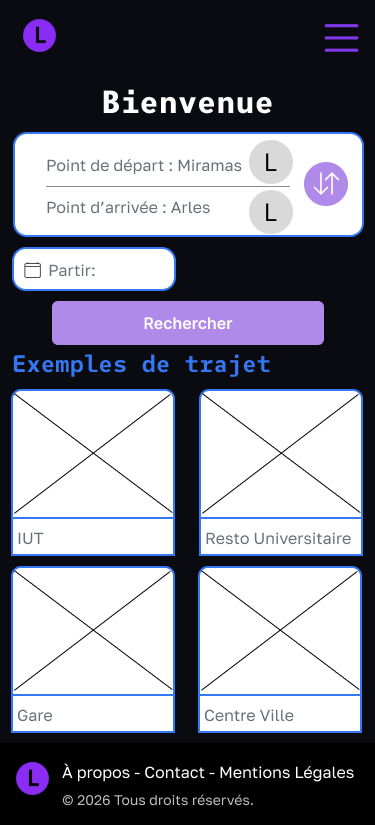 L
Bienvenue
Point de départ : Miramas L
Point d’arrivée : Arles L
Partir:
Rechercher
Exemples de trajet
IUT
Resto Universitaire
Gare
Centre Ville
L
À propos - Contact - Mentions Légales
© 2026 Tous droits réservés.